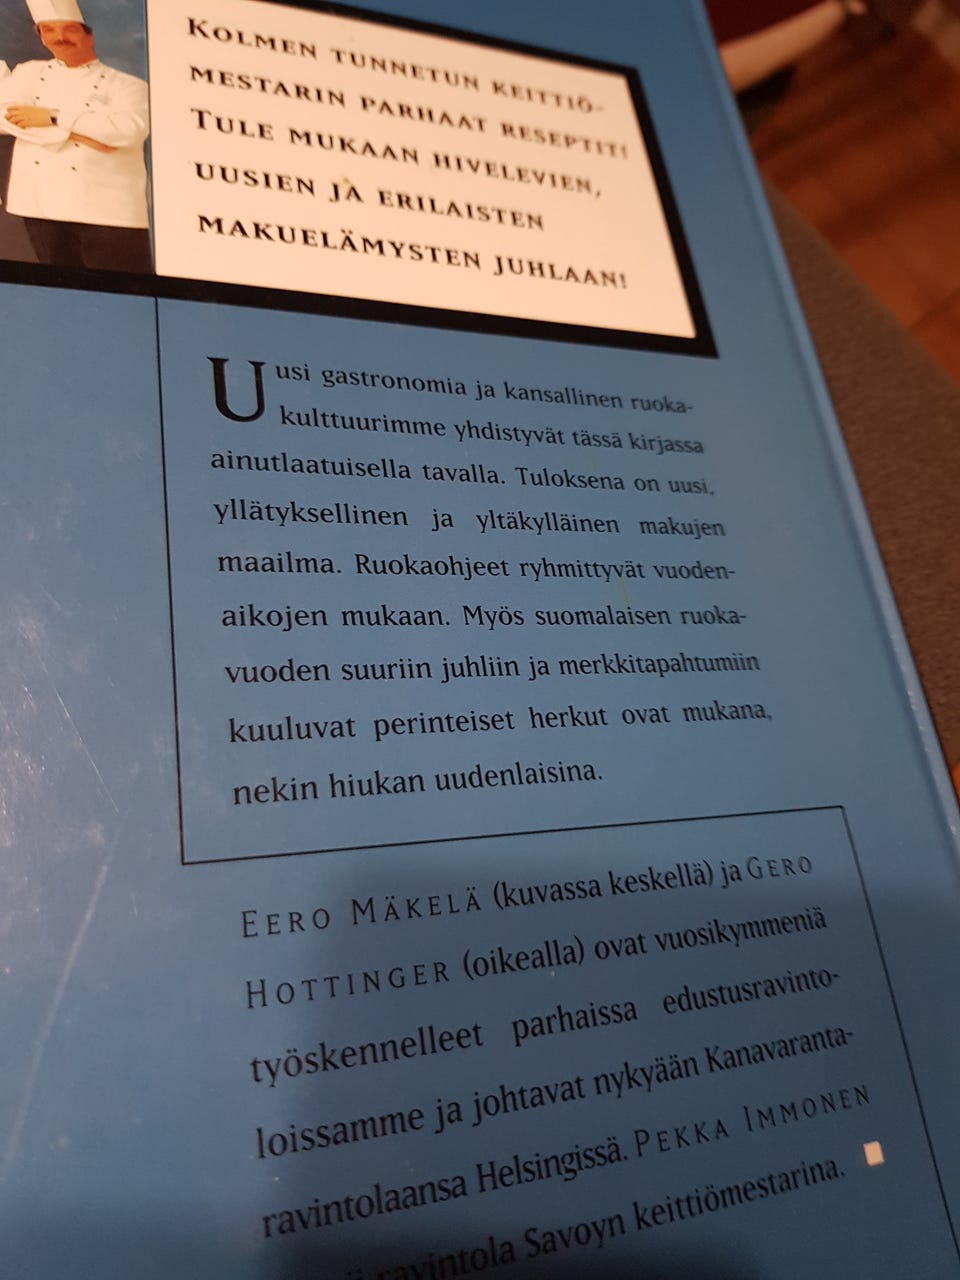 KOLMEN TUNNETUN KEITTIÖ-
MESTARIN PARHAAT RESEPTIT!
TULE MUKAAN HIVELEVIEN,
UUSIEN JA ERILAISTEN
MAKUELÄMYSTEN JUHLAAN!
Uusi gastronomia ja kansallinen ruoka-
kulttuurimme yhdistyvät tässä kirjassa
ainutlaatuisella tavalla. Tuloksena on uusi,
yllätyksellinen ja yltäkylläinen makujen
maailma. Ruokaohjeet ryhmittyvät vuoden-
aikojen mukaan. Myös suomalaisen ruoka-
vuoden suuriin juhliin ja merkkitapahtumiin
kuuluvat perinteiset herkut ovat mukana,
nekin hiukan uudenlaisina.
EERO MÄKELÄ (kuvassa keskellä) ja GERO
HOTTINGER (oikealla) ovat vuosikymmeniä
työskennelleet parhaissa edustusravinto-
loissamme ja johtavat nykyään Kanavaranta-
ravintolaansa Helsingissä. PEKKA IMMONEN
ravintola Savoyn keittiömestarina.